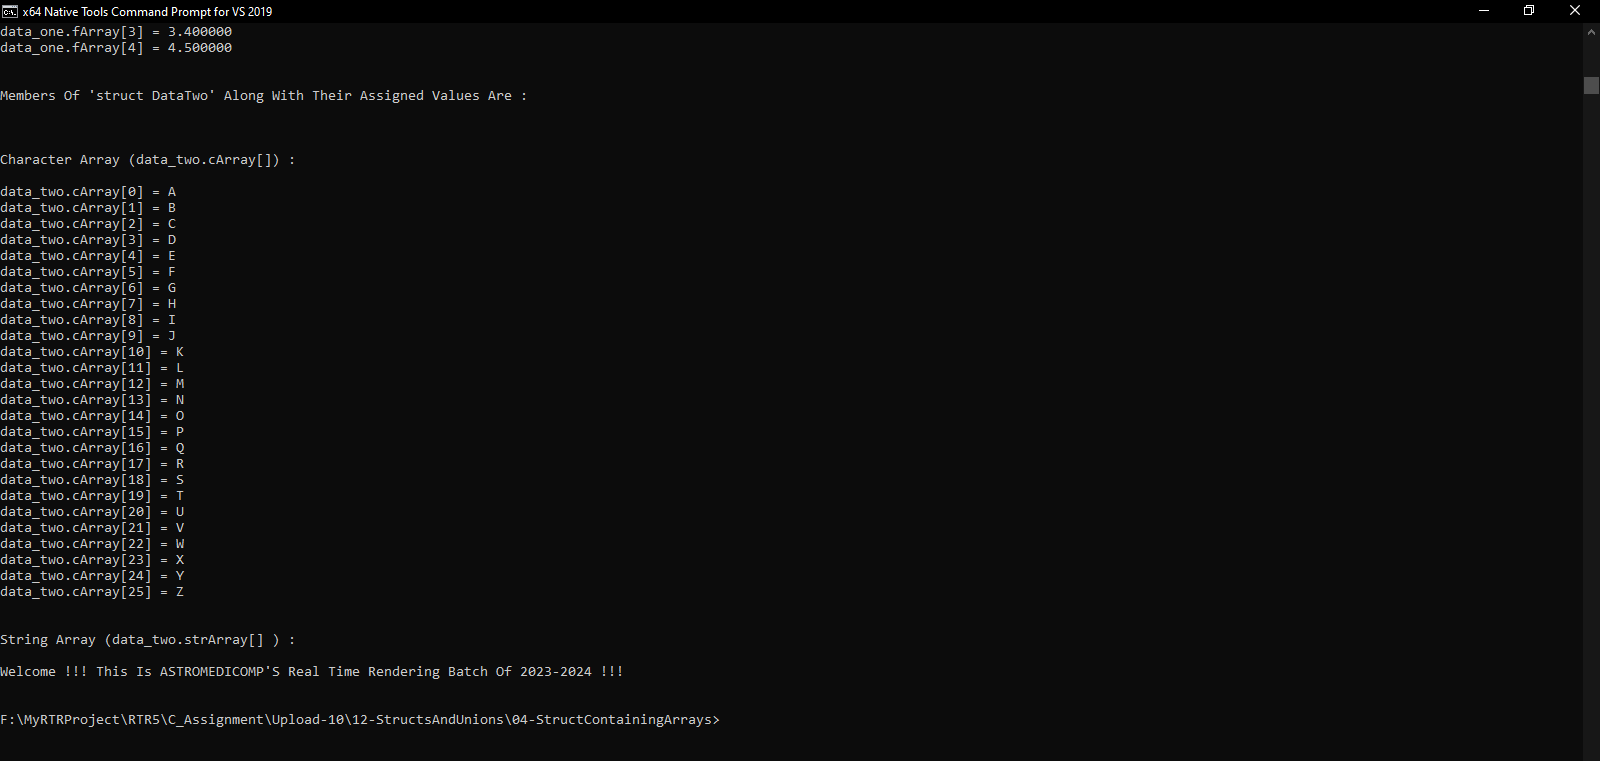 x64 Native Tools Command Prompt for VS 2019
data_one.fArray[3] = 3.400000
data_one.fArray[4] = 4.500000
Members Of 'struct DataTwo' Along With Their Assigned Values Are :
Character Array (data_two.cArray[]) :
data_two.cArray[0] = A
data_two.cArray[1] = B
data_two.cArray[2] = C
data_two.cArray[3] = D
data_two.cArray[4] = E
data_two.cArray[5] = F
data_two.cArray[6] = G
data_two.cArray[7] = H
data_two.cArray[8] = I
data_two.cArray[9] = J
data_two.cArray[10] = K
data_two.cArray[11] = L
data_two.cArray[12] = M
data_two.cArray[13] = N
data_two.cArray[14] = O
data_two.cArray[15] = P
data_two.cArray[16] = Q
data_two.cArray[17] = R
data_two.cArray[18] = S
data_two.cArray[19] = T
data_two.cArray[20] = U
data_two.cArray[21] = V
data_two.cArray[22] = W
data_two.cArray[23] = X
data_two.cArray[24] = Y
data_two.cArray[25] = Z
String Array (data_two.strArray[] ) :
Welcome !!! This Is ASTROMEDICOMP'S Real Time Rendering Batch Of 2023-2024 !!!
F:\MyRTRProject\RTR5\C_Assignment\Upload-10\12-StructsAndUnions\04-StructContainingArrays>